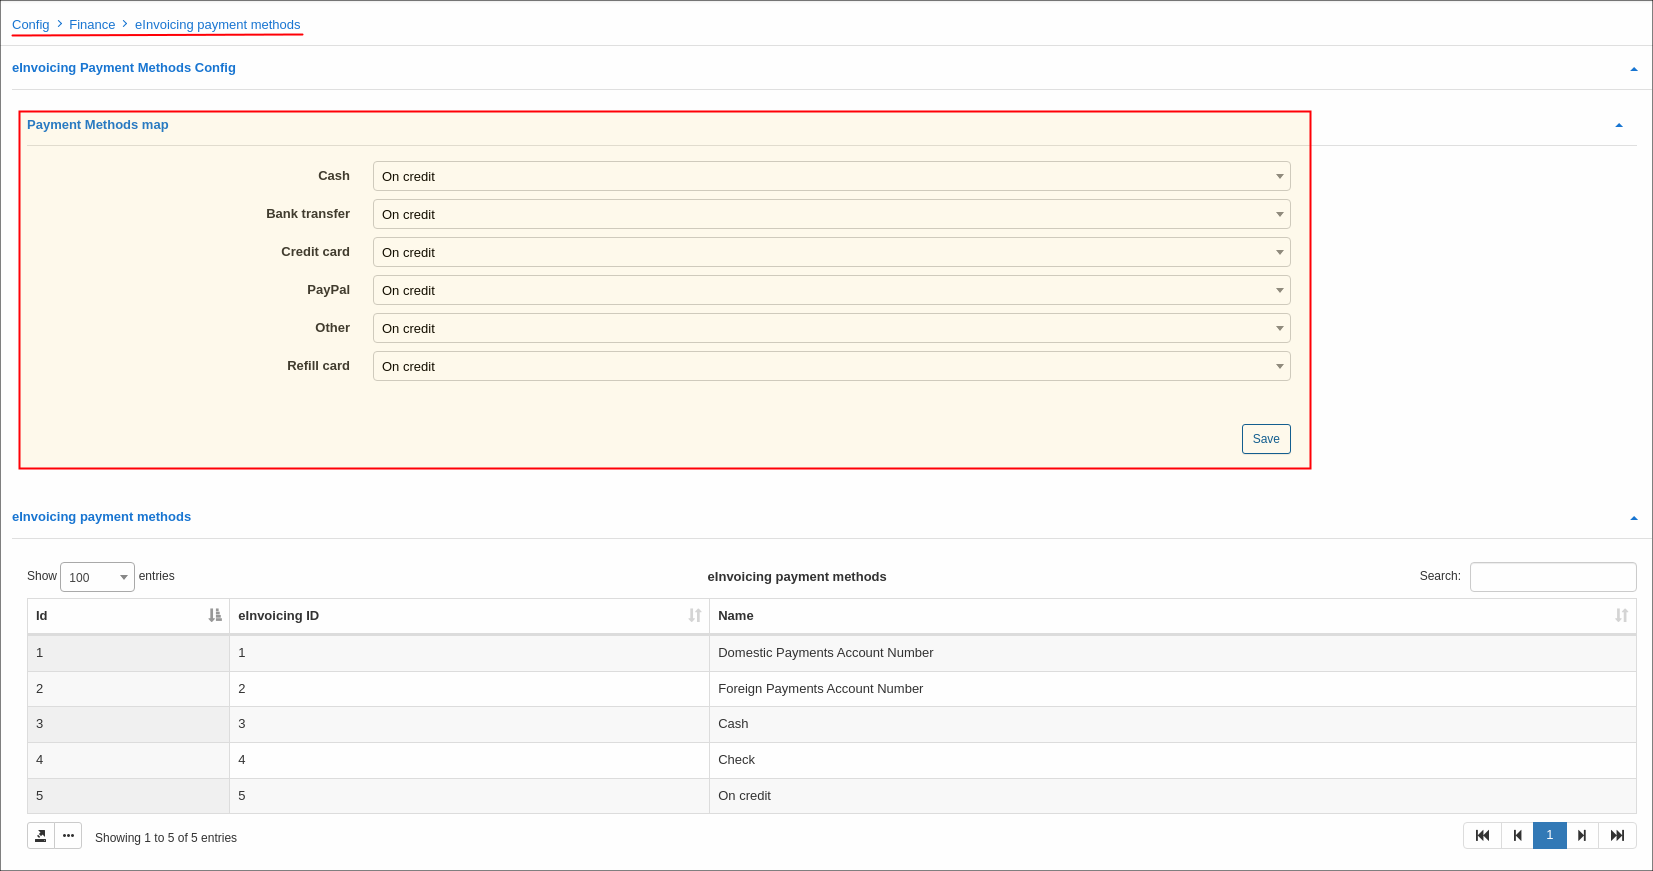 Config > Finance > eInvoicing payment methods
eInvoicing Payment Methods Config
Payment Methods map
Cash On credit
Bank transfer On credit
Credit card On credit
PayPal On credit
Other On credit
Refill card On credit
Save
eInvoicing payment methods
Show 100 entries eInvoicing payment methods Search:
Id eInvoicing ID Name
1 1 Domestic Payments Account Number
2 2 Foreign Payments Account Number
3 3 Cash
4 4 Check
5 5 On credit
Showing 1 to 5 of 5 entries 1